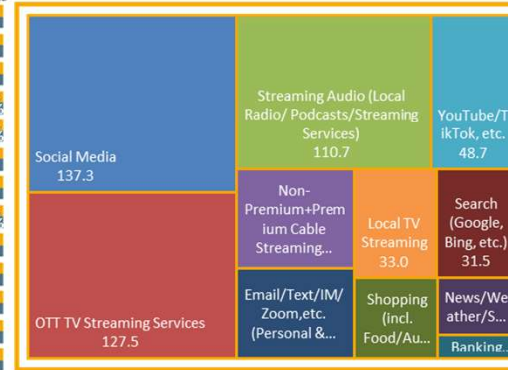 Social Media
137.3
OTT TV Streaming Services
127.5
Streaming Audio (Local
Radio/ Podcasts/Streaming
Services)
110.7
YouTube/T
ikTok, etc.
48.7
Non-
Premium+Prem
ium Cable
Streaming...
Local TV
Streaming
33.0
Search
(Google,
Bing, etc.)
31.5
Email/Text/IM/
Zoom,etc.
(Personal &...
Shopping
(incl.
Food/Au...
News/We
ather/S...
Banking...